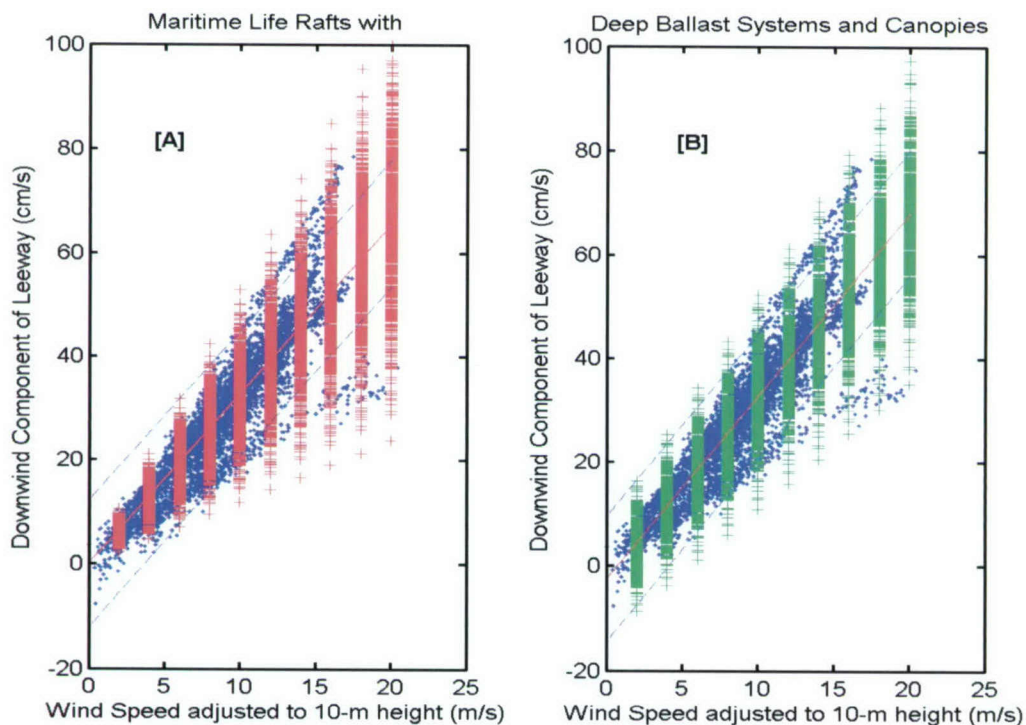 Maritime Life Rafts with
Deep Ballast Systems and Canopies
[A]
[B]
Downwind Component of Leeway (cm/s)
100
80
60
40
20
0
-20
0 5 10 15 20 25
Wind Speed adjusted to 10-m height (m/s)
Downwind Component of Leeway (cm/s)
100
80
60
40
20
0
-20
0 5 10 15 20 25
Wind Speed adjusted to 10-m height (m/s)